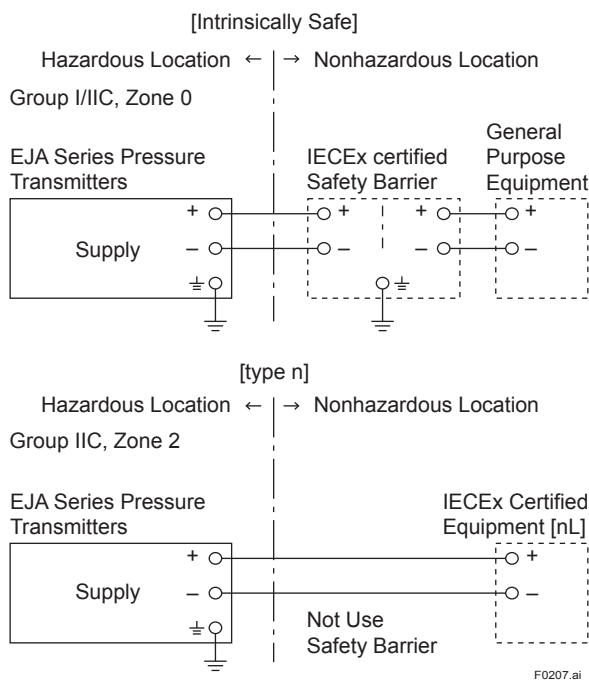 [Intrinsically Safe]
Hazardous Location ← → Nonhazardous Location
Group I/IIC, Zone 0
EJA Series Pressure
Transmitters
IECEx certified
Safety Barrier
General
Purpose
Equipment
+ + + +
Supply – – – –
[type n]
Hazardous Location ← → Nonhazardous Location
Group IIC, Zone 2
EJA Series Pressure
Transmitters
IECEx Certified
Equipment [nL]
+ +
Supply – –
Not Use
Safety Barrier
F0207.ai